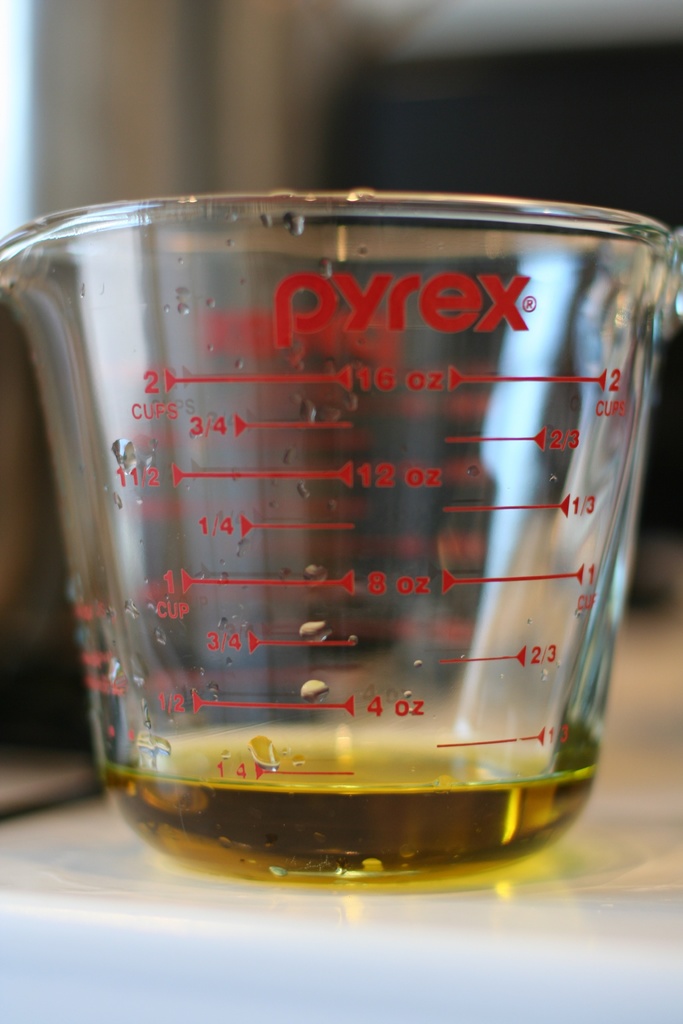 pyrex®
2 16 oz 2
CUPS CUPS
3/4 2/3
1 1/2 12 oz
1/4 1/3
1 8 oz 1
CUP CUP
3/4 2/3
1/2 4 oz
1/4 1/3